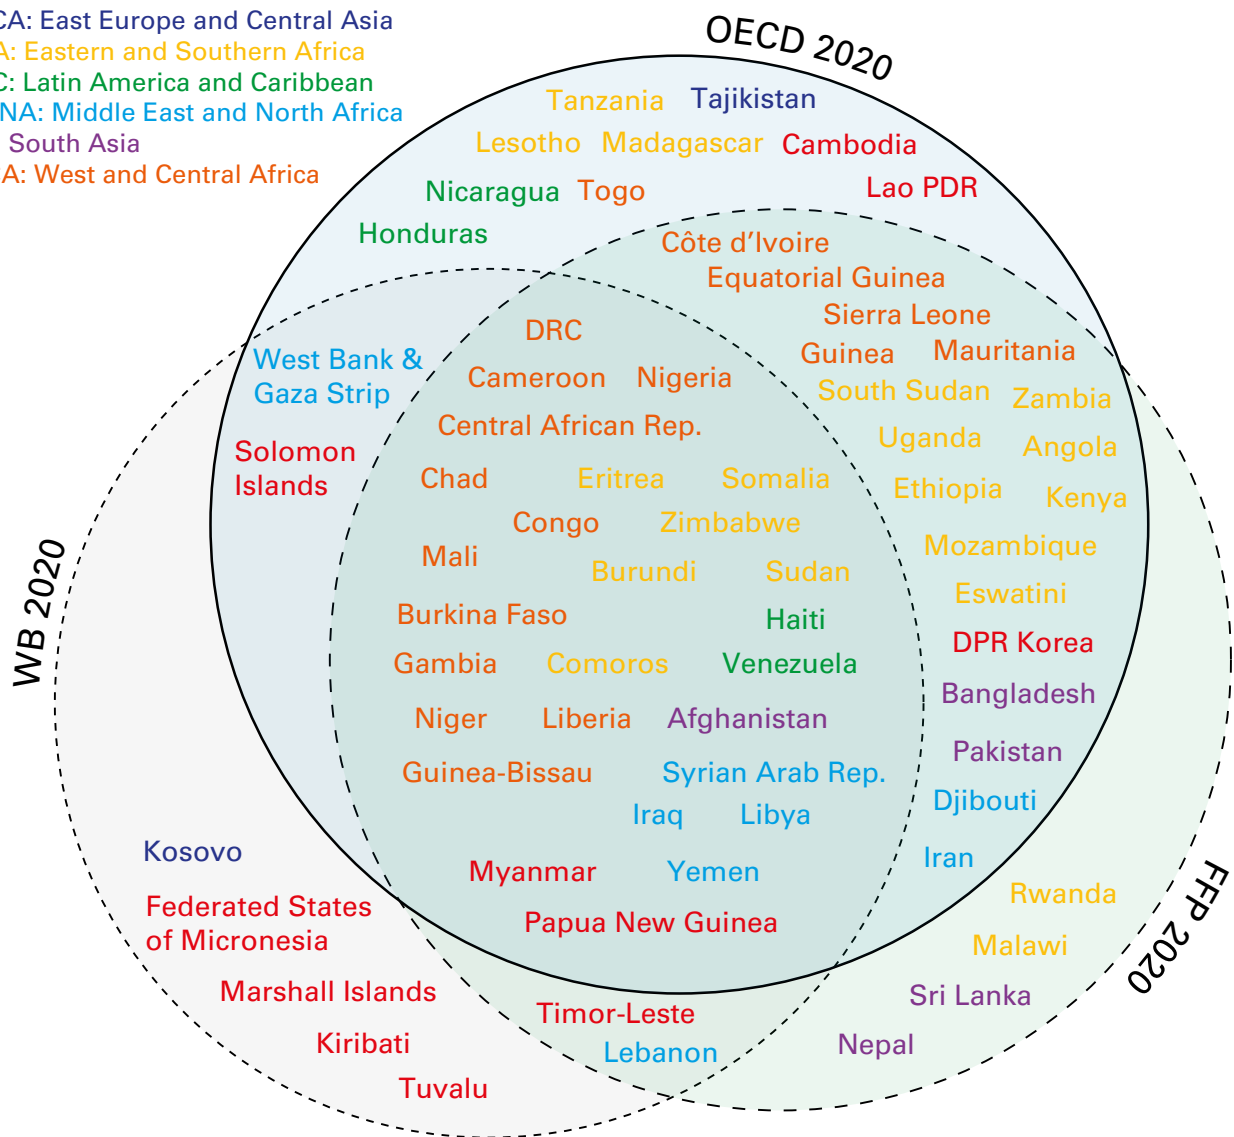 CA: East Europe and Central Asia
A: Eastern and Southern Africa
C: Latin America and Caribbean
NA: Middle East and North Africa
South Asia
A: West and Central Africa
OECD 2020
Tanzania Tajikistan
Lesotho Madagascar Cambodia
Nicaragua Togo Lao PDR
Honduras
Côte d’Ivoire
Equatorial Guinea
Sierra Leone
Guinea Mauritania
DRC
West Bank &
Gaza Strip
Cameroon Nigeria
South Sudan Zambia
Central African Rep.
Uganda Angola
Solomon
Islands
Chad Eritrea Somalia
Ethiopia Kenya
Congo Zimbabwe
Mali
Mozambique
Burundi Sudan
Eswatini
WB 2020
Burkina Faso Haiti
DPR Korea
Gambia Comoros Venezuela
Bangladesh
Niger Liberia Afghanistan
Pakistan
Guinea-Bissau Syrian Arab Rep.
Djibouti
Iraq Libya
Kosovo
Iran
Myanmar Yemen
Rwanda
FFP 2020
Federated States
of Micronesia
Papua New Guinea
Malawi
Marshall Islands
Sri Lanka
Timor-Leste
Kiribati
Lebanon
Nepal
Tuvalu